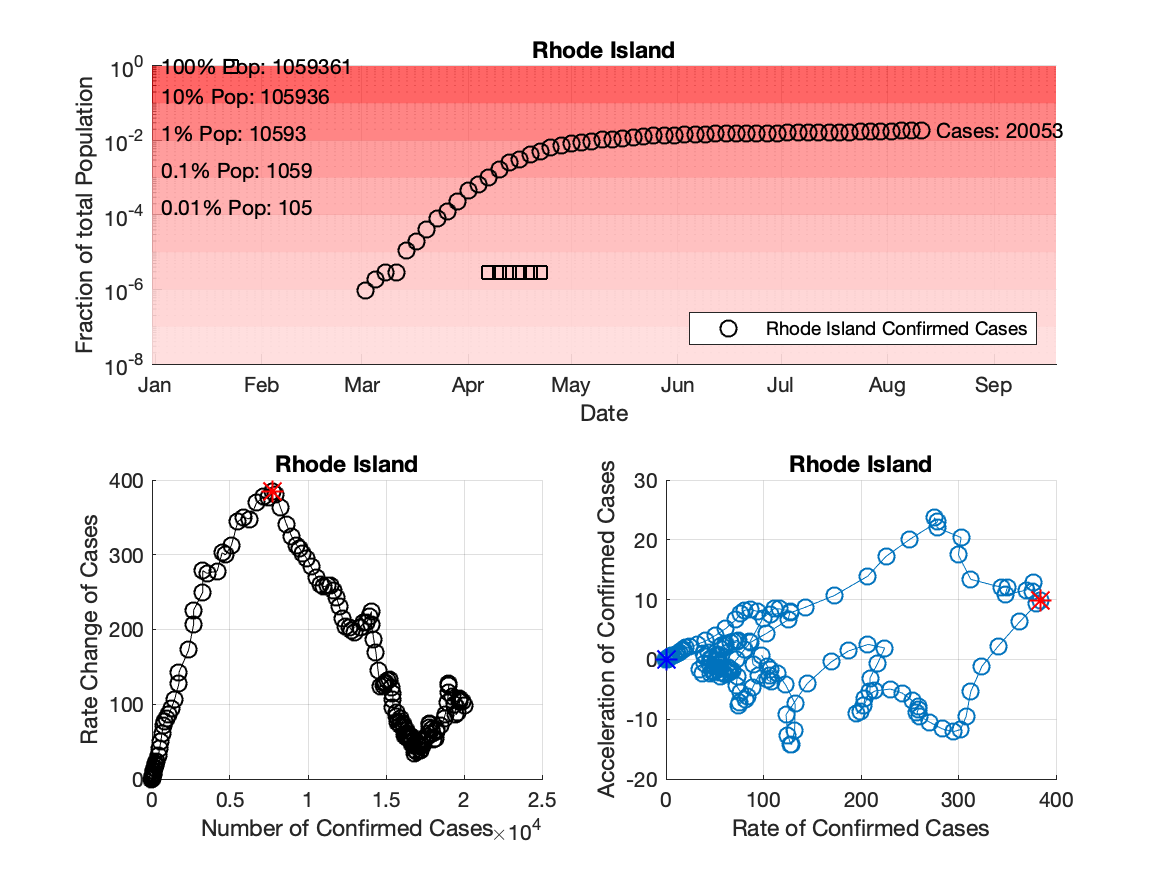 Rhode Island
Fraction of total Population
10^0
10^-2
10^-4
10^-6
10^-8
100% Pop: 1059361
10% Pop: 105936
1% Pop: 10593
0.1% Pop: 1059
0.01% Pop: 105
Cases: 20053
Rhode Island Confirmed Cases
Jan Feb Mar Apr May Jun Jul Aug Sep
Date
Rhode Island
Rate Change of Cases
400
300
200
100
0
0 0.5 1 1.5 2 2.5
Number of Confirmed Cases ×10^4
Rhode Island
Acceleration of Confirmed Cases
30
20
10
0
-10
-20
0 100 200 300 400
Rate of Confirmed Cases